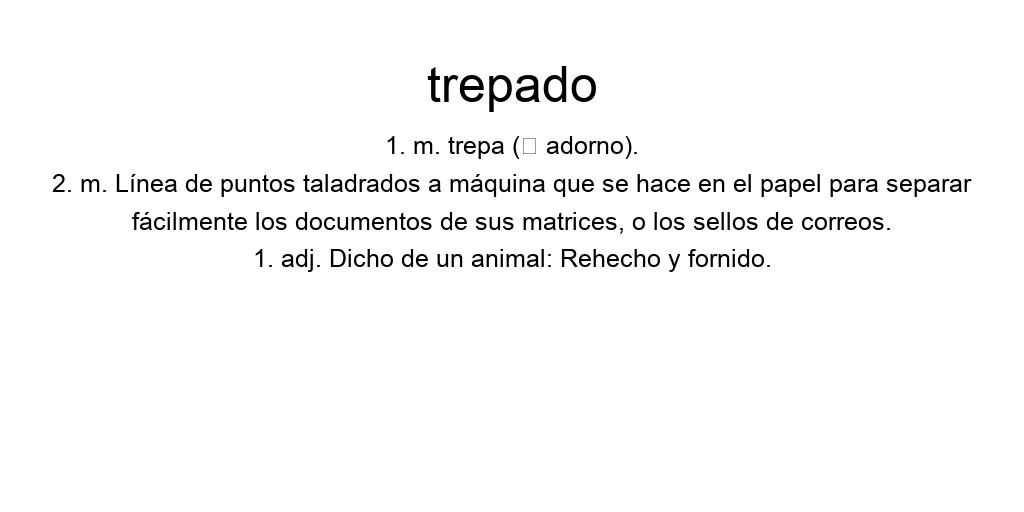 trepado
1. m. trepa (□ adorno).
2. m. Línea de puntos taladrados a máquina que se hace en el papel para separar
fácilmente los documentos de sus matrices, o los sellos de correos.
1. adj. Dicho de un animal: Rehecho y fornido.